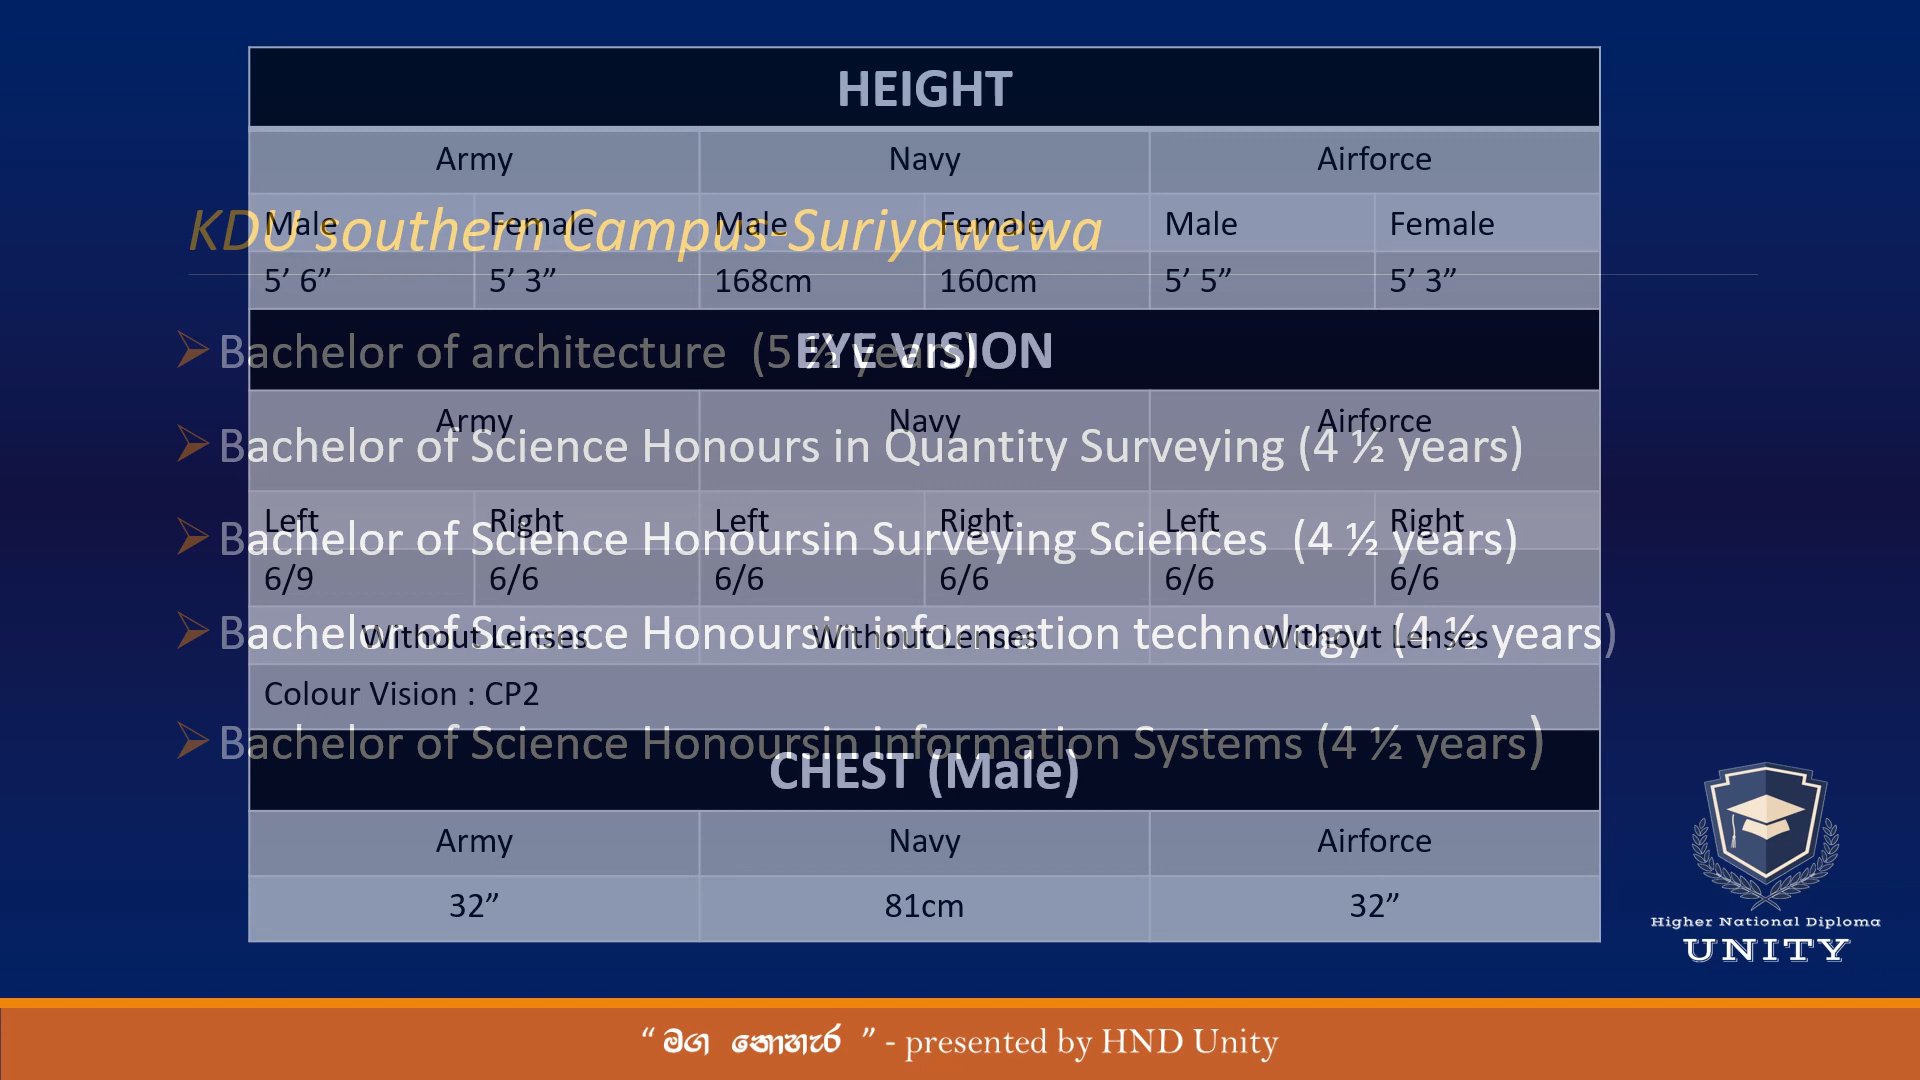 HEIGHT
Army Navy Airforce
Male Female Male Female Male Female
KDU southern Campus-Suriyawewa
5’ 6” 5’ 3” 168cm 160cm 5’ 5” 5’ 3”
Bachelor of architecture (5 ½ years)
EYE VISION
Army Navy Airforce
Bachelor of Science Honours in Quantity Surveying (4 ½ years)
Left Right Left Right Left Right
Bachelor of Science Honoursin Surveying Sciences (4 ½ years)
6/9 6/6 6/6 6/6 6/6 6/6
Bachelor of Science Honoursin information technology (4 ½ years)
Without Lenses Without Lenses Without Lenses
Colour Vision : CP2
Bachelor of Science Honoursin information Systems (4 ½ years)
CHEST (Male)
Army Navy Airforce
32” 81cm 32”
Higher National Diploma
UNITY
“ මග නොහැර ” - presented by HND Unity